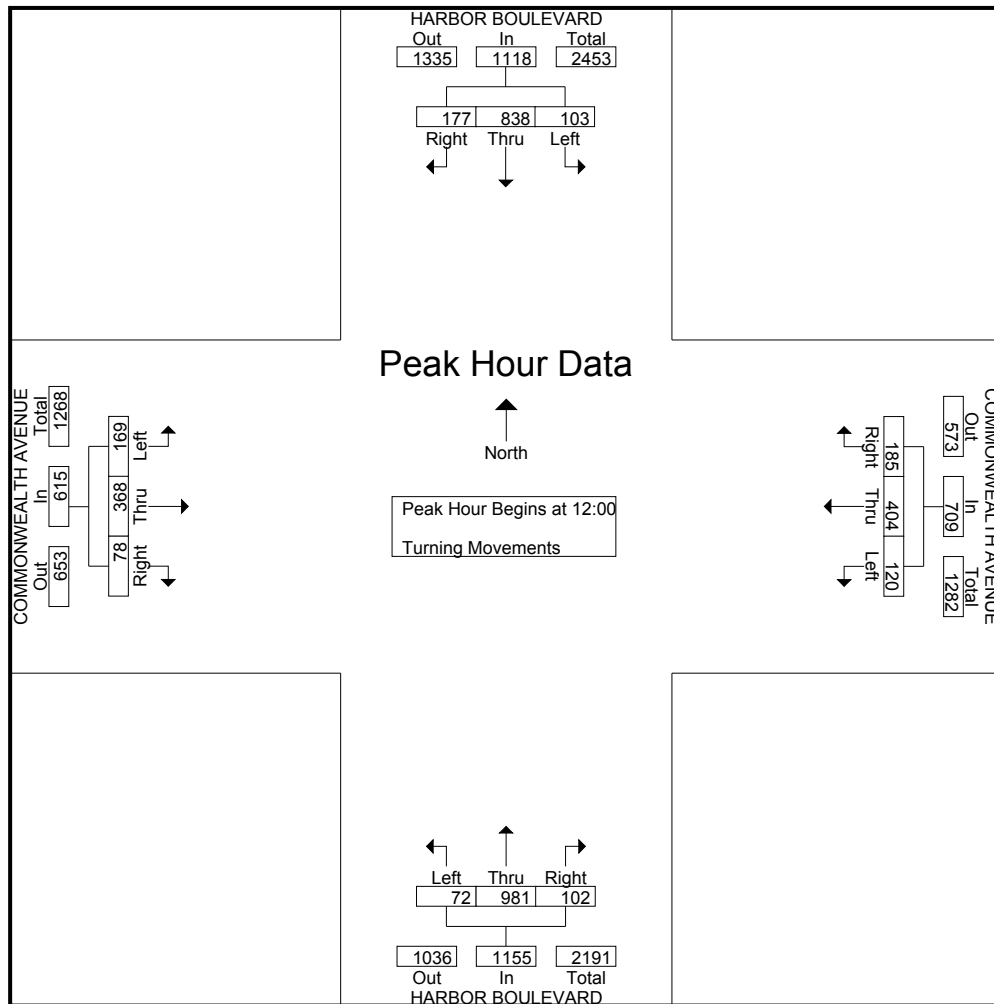 HARBOR BOULEVARD
Out In Total
1335 1118 2453
177 838 103
Right Thru Left
Peak Hour Data
North
Peak Hour Begins at 12:00
Turning Movements
COMMONWEALTH AVENUE
Total In Out
1268 615 653
169 368 78
Left Thru Right
COMMONWEALTH AVENUE
Out In Total
573 709 1282
185 404 120
Right Thru Left
Left Thru Right
72 981 102
1036 1155 2191
Out In Total
HARBOR BOULEVARD